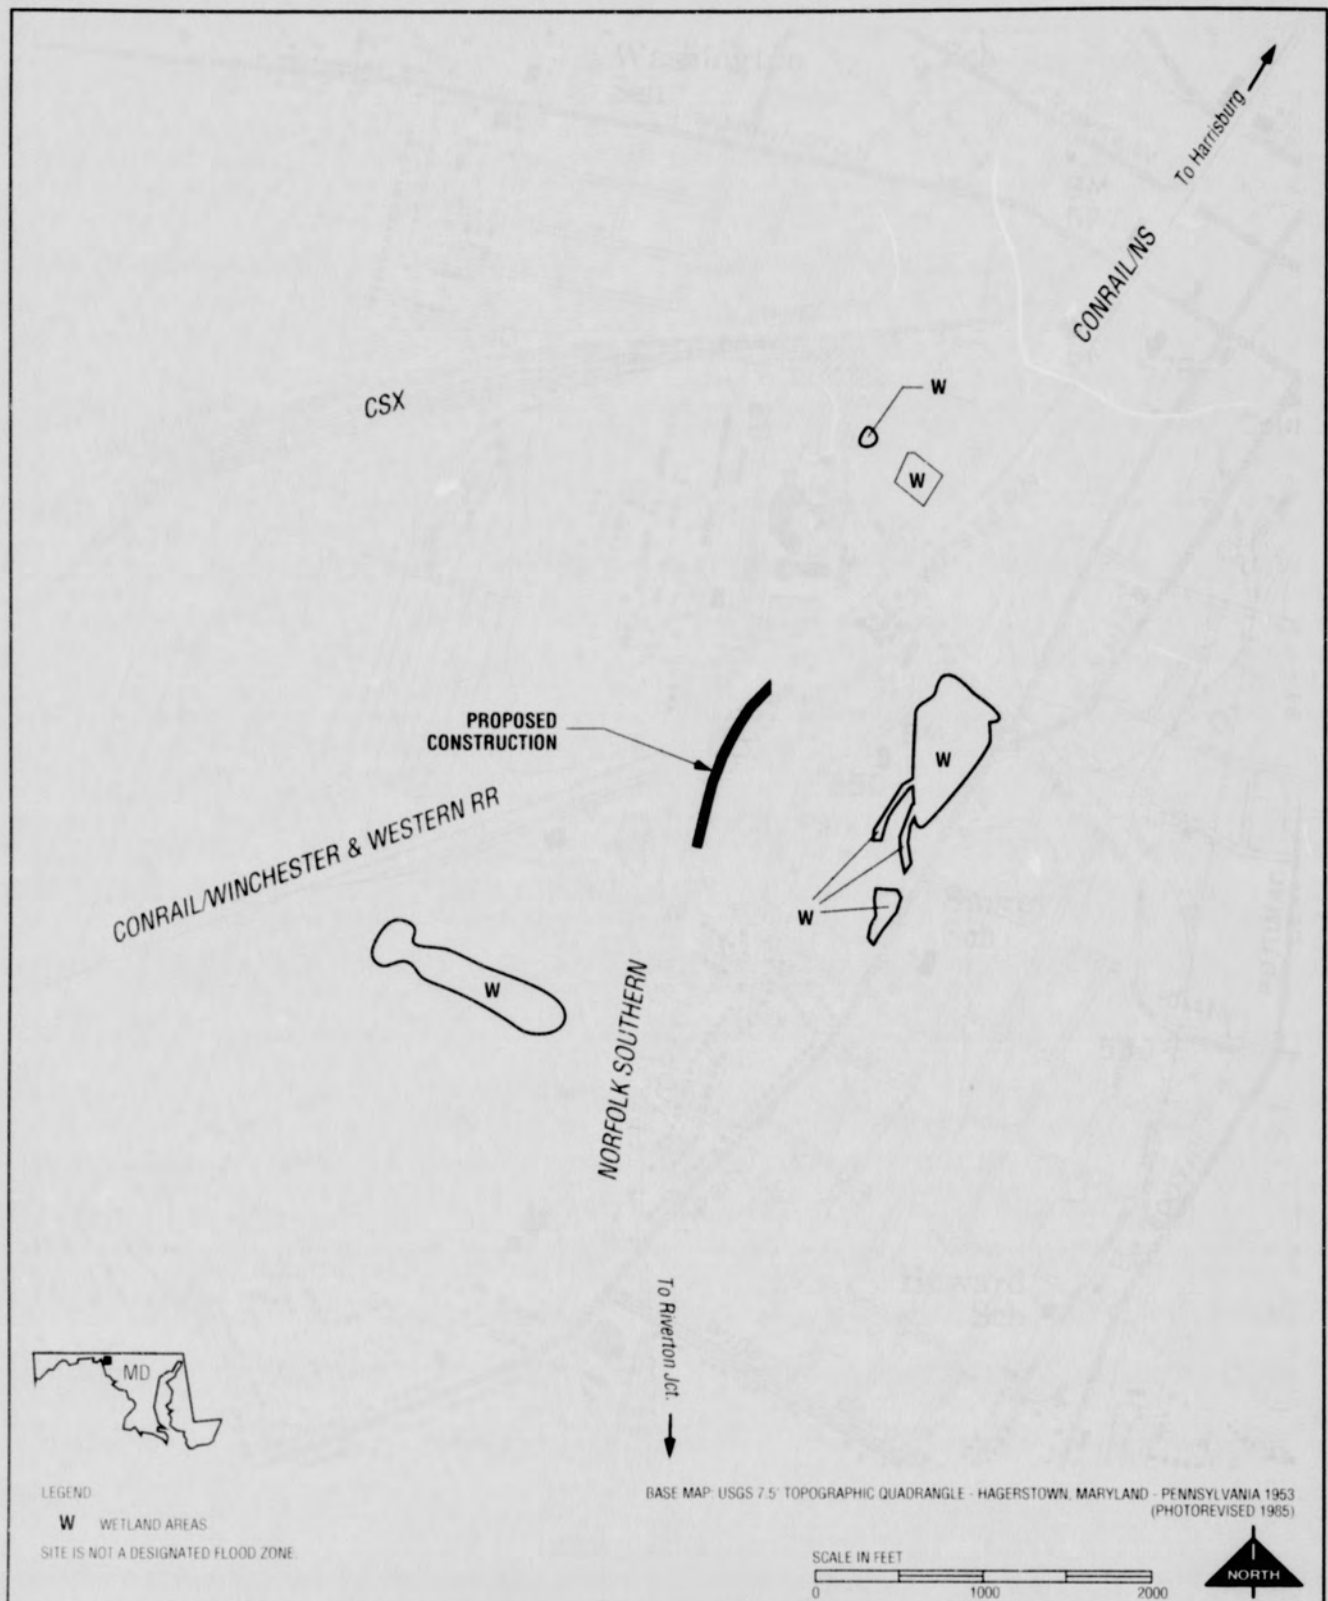 To Harrisburg
CONRAIL/NS
CSX
W
W
PROPOSED
CONSTRUCTION
W
CONRAIL/WINCHESTER & WESTERN RR
W
W
NORFOLK SOUTHERN
To Riverton Jct.
MD
LEGEND
W WETLAND AREAS
SITE IS NOT A DESIGNATED FLOOD ZONE.
BASE MAP: USGS 7.5' TOPOGRAPHIC QUADRANGLE - HAGERSTOWN, MARYLAND - PENNSYLVANIA 1953
(PHOTOREVISED 1985)
SCALE IN FEET
0 1000 2000
NORTH